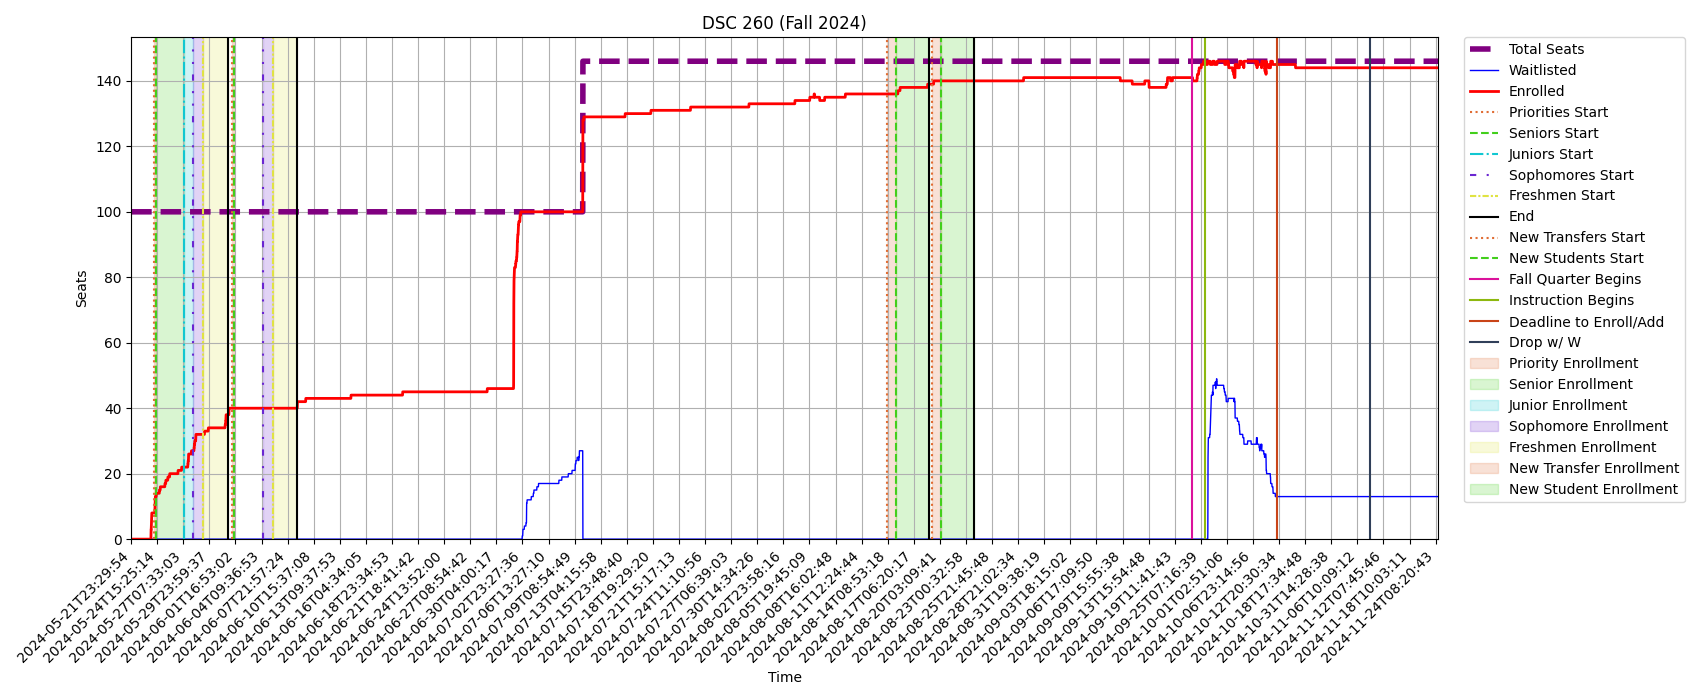 DSC 260 (Fall 2024)
Seats
140
120
100
80
60
40
20
0
2024-05-21T23:29:54
2024-05-24T15:25:14
2024-05-27T07:33:03
2024-05-29T23:59:37
2024-06-01T16:53:02
2024-06-04T09:36:53
2024-06-07T21:57:24
2024-06-10T15:37:08
2024-06-13T09:37:53
2024-06-16T04:34:05
2024-06-18T23:34:53
2024-06-21T18:41:42
2024-06-24T13:52:00
2024-06-27T08:54:42
2024-06-30T04:00:17
2024-07-02T23:27:36
2024-07-06T13:27:10
2024-07-09T08:54:49
2024-07-13T04:15:58
2024-07-15T23:48:40
2024-07-18T19:29:20
2024-07-21T15:17:13
2024-07-24T11:10:56
2024-07-27T06:39:03
2024-07-30T14:34:26
2024-08-02T23:58:16
2024-08-05T19:45:09
2024-08-08T16:02:48
2024-08-11T12:24:44
2024-08-14T08:53:18
2024-08-17T06:20:17
2024-08-20T03:09:41
2024-08-23T00:32:58
2024-08-25T21:45:48
2024-08-28T21:02:34
2024-08-31T19:38:19
2024-09-03T18:15:02
2024-09-06T17:09:50
2024-09-09T15:55:38
2024-09-13T15:54:48
2024-09-19T11:41:43
2024-09-25T07:16:39
2024-10-01T02:51:06
2024-10-06T23:14:56
2024-10-12T20:30:34
2024-10-18T17:34:48
2024-10-31T14:28:38
2024-11-06T10:09:12
2024-11-12T07:45:46
2024-11-18T10:03:11
2024-11-24T08:20:43
Time
Total Seats
Waitlisted
Enrolled
Priorities Start
Seniors Start
Juniors Start
Sophomores Start
Freshmen Start
End
New Transfers Start
New Students Start
Fall Quarter Begins
Instruction Begins
Deadline to Enroll/Add
Drop w/ W
Priority Enrollment
Senior Enrollment
Junior Enrollment
Sophomore Enrollment
Freshmen Enrollment
New Transfer Enrollment
New Student Enrollment